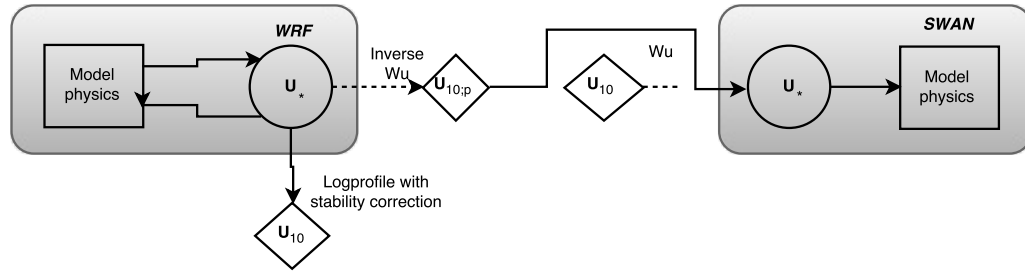 WRF
Model
physics
U*
Inverse
Wu
U10;p
U10
Wu
SWAN
U*
Model
physics
Logprofile with
stability correction
U10